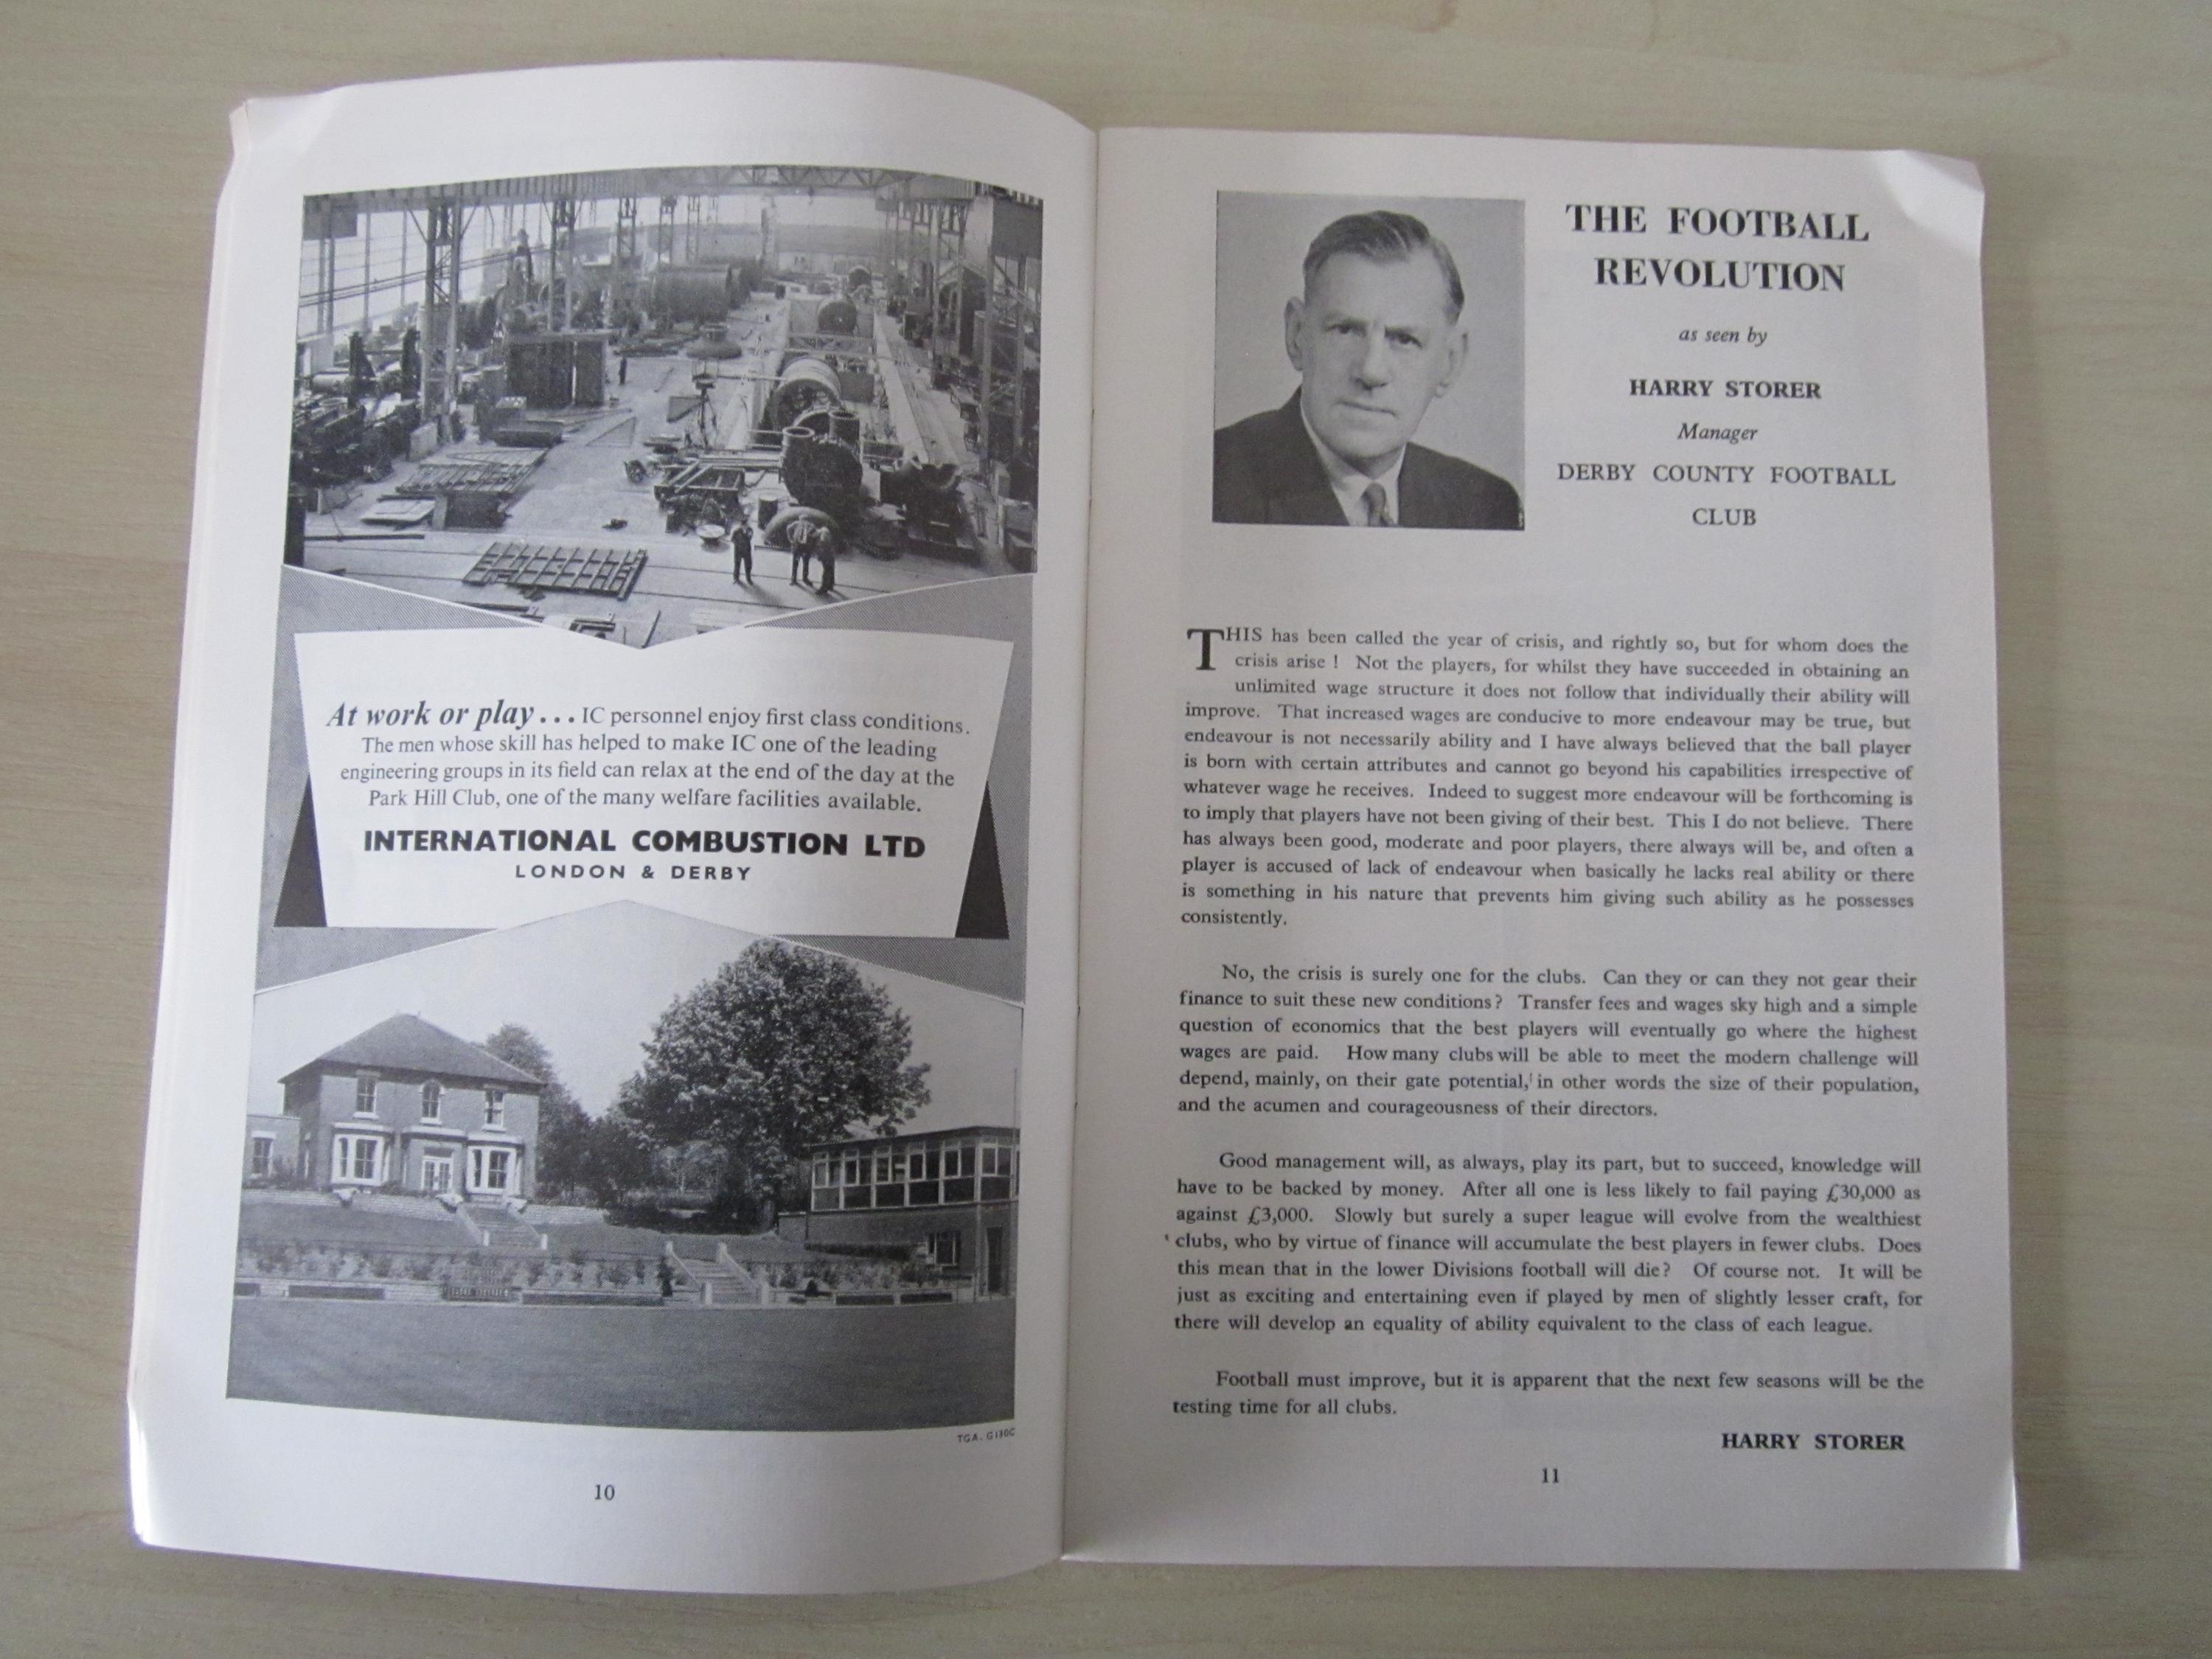 At work or play... IC personnel enjoy first class conditions.
The men whose skill has helped to make IC one of the leading
engineering groups in its field can relax at the end of the day at the
Park Hill Club, one of the many welfare facilities available.
INTERNATIONAL COMBUSTION LTD
LONDON & DERBY
10
THE FOOTBALL
REVOLUTION
as seen by
HARRY STORER
Manager
DERBY COUNTY FOOTBALL
CLUB
THIS has been called the year of crisis, and rightly so, but for whom does the
crisis arise ! Not the players, for whilst they have succeeded in obtaining an
unlimited wage structure it does not follow that individually their ability will
improve. That increased wages are conducive to more endeavour may be true, but
endeavour is not necessarily ability and I have always believed that the ball player
is born with certain attributes and cannot go beyond his capabilities irrespective of
whatever wage he receives. Indeed to suggest more endeavour will be forthcoming is
to imply that players have not been giving of their best. This I do not believe. There
has always been good, moderate and poor players, there always will be, and often a
player is accused of lack of endeavour when basically he lacks real ability or there
is something in his nature that prevents him giving such ability as he possesses
consistently.
No, the crisis is surely one for the clubs. Can they or can they not gear their
finance to suit these new conditions? Transfer fees and wages sky high and a simple
question of economics that the best players will eventually go where the highest
wages are paid. How many clubs will be able to meet the modern challenge will
depend, mainly, on their gate potential, in other words the size of their population,
and the acumen and courageousness of their directors.
Good management will, as always, play its part, but to succeed, knowledge will
have to be backed by money. After all one is less likely to fail paying £30,000 as
against £3,000. Slowly but surely a super league will evolve from the wealthiest
clubs, who by virtue of finance will accumulate the best players in fewer clubs. Does
this mean that in the lower Divisions football will die? Of course not. It will be
just as exciting and entertaining even if played by men of slightly lesser craft, for
there will develop an equality of ability equivalent to the class of each league.
Football must improve, but it is apparent that the next few seasons will be the
testing time for all clubs.
HARRY STORER
11